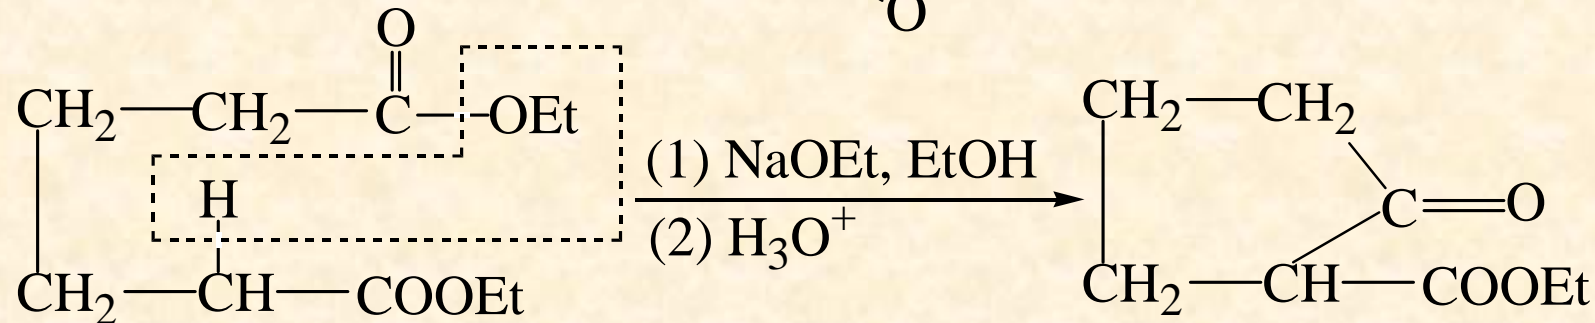 O
O
CH₂—CH₂—C—OEt
CH₂—CH₂
(1) NaOEt, EtOH
H
C=O
(2) H₃O⁺
CH₂—CH—COOEt
CH₂—CH—COOEt